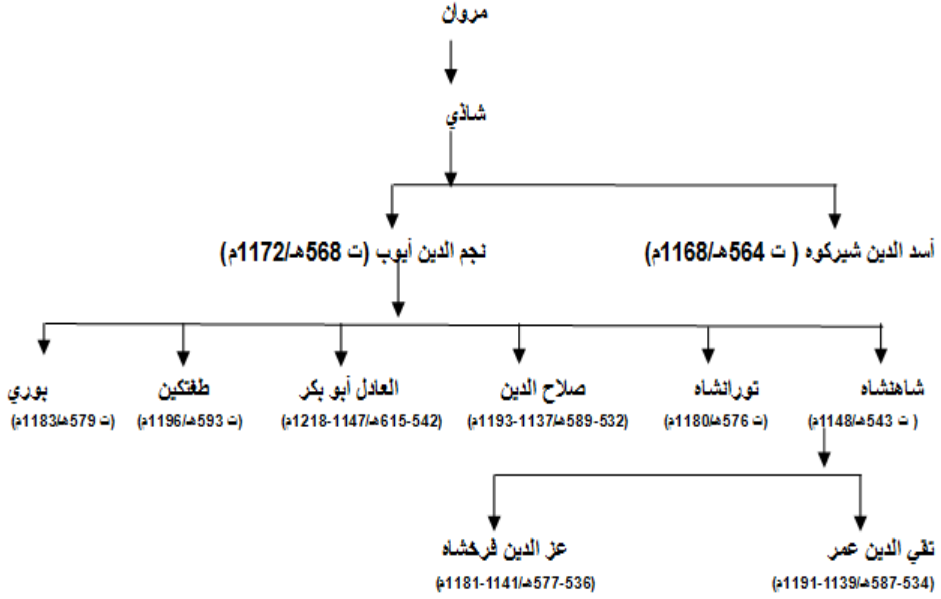 مروان
شاذي
أسد الدين شيركوه ( ت 564هـ/1168م)
نجم الدين أيوب (ت 568هـ/1172م)
شاهنشاه
( ت 543هـ/1148م)
تورانشاه
(ت 576هـ/1180م)
صلاح الدين
(532-589هـ/1137-1193م)
العادل أبو بكر
(542-615هـ/1147-1218م)
طغتكين
(ت 593هـ/1196م)
بوري
(ت 579هـ/1183م)
تقي الدين عمر
(534-587هـ/1139-1191م)
عز الدين فرخشاه
(536-577هـ/1141-1181م)